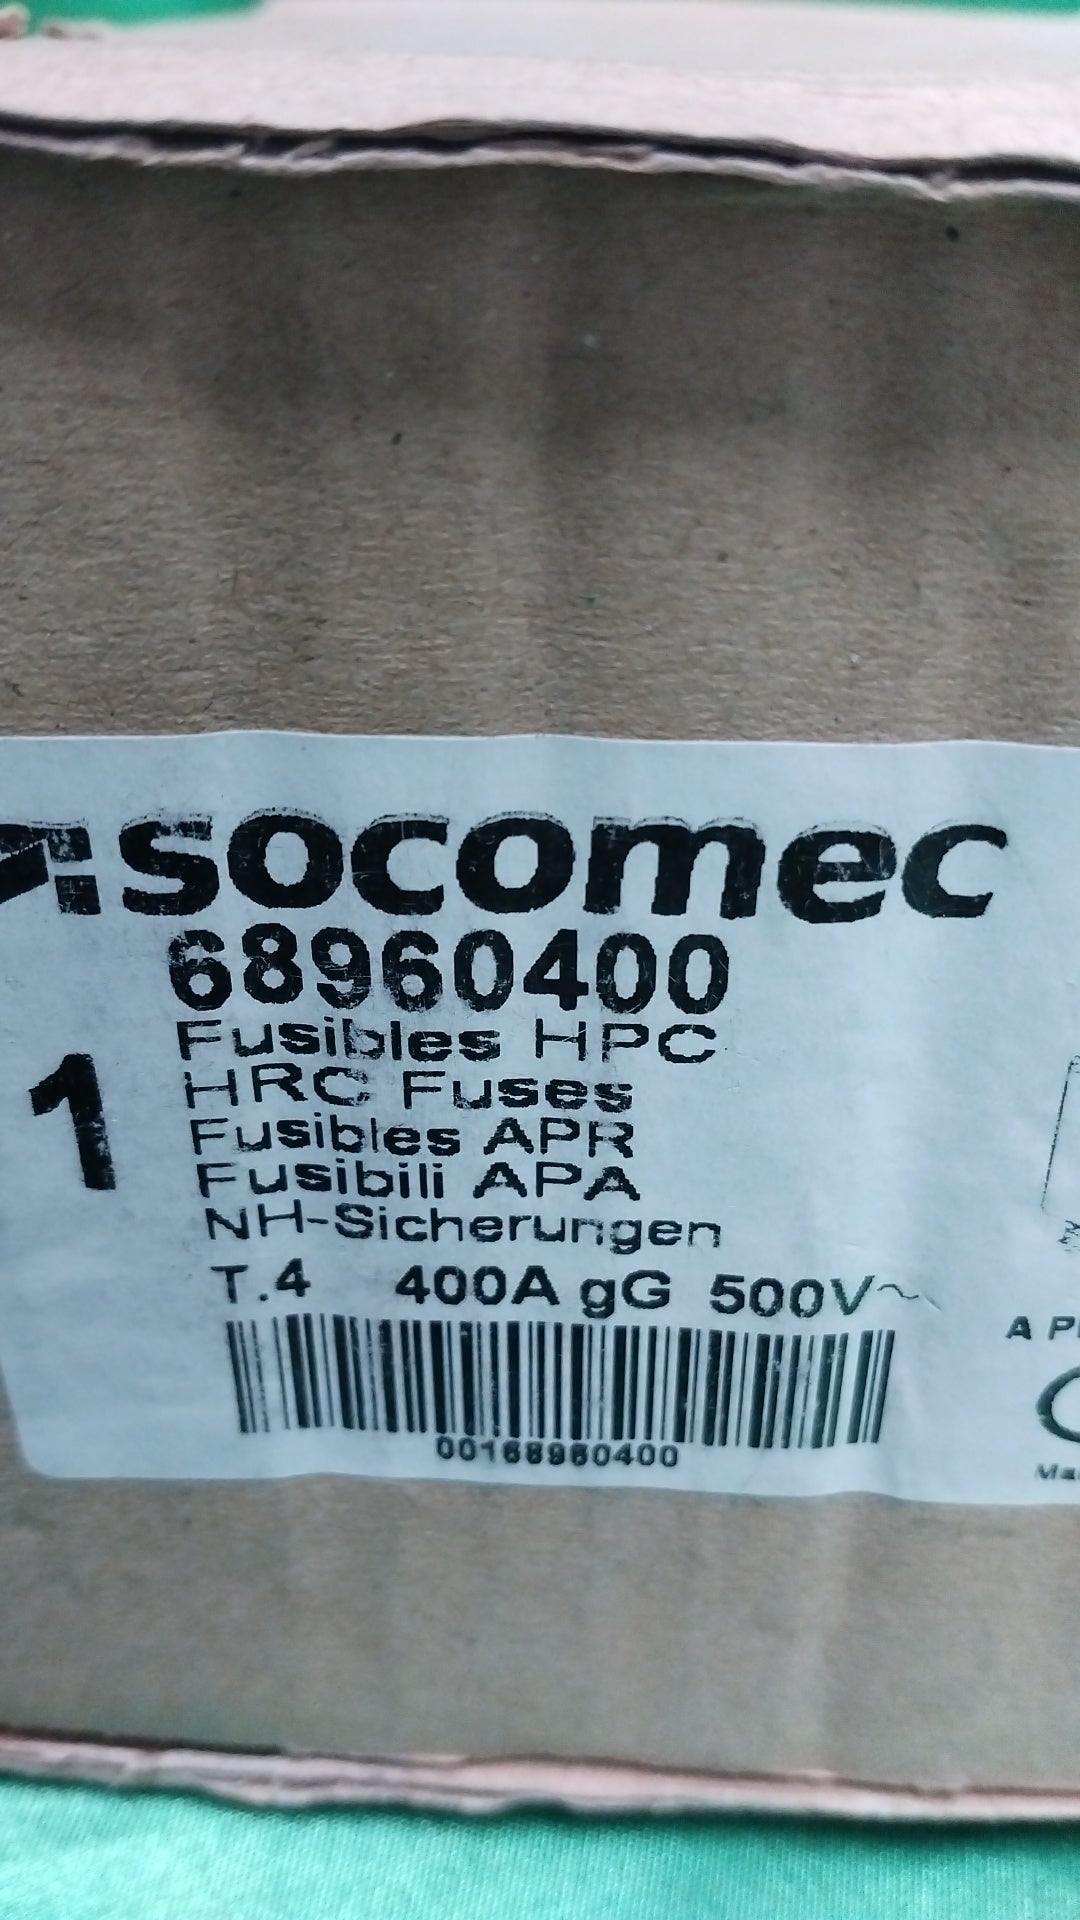 socomec
68960400
1
Fusibles HPC
HRC Fuses
Fusibles APR
Fusibili APA
NH-Sicherungen
T.4 400A gG 500V~
00168960400
A